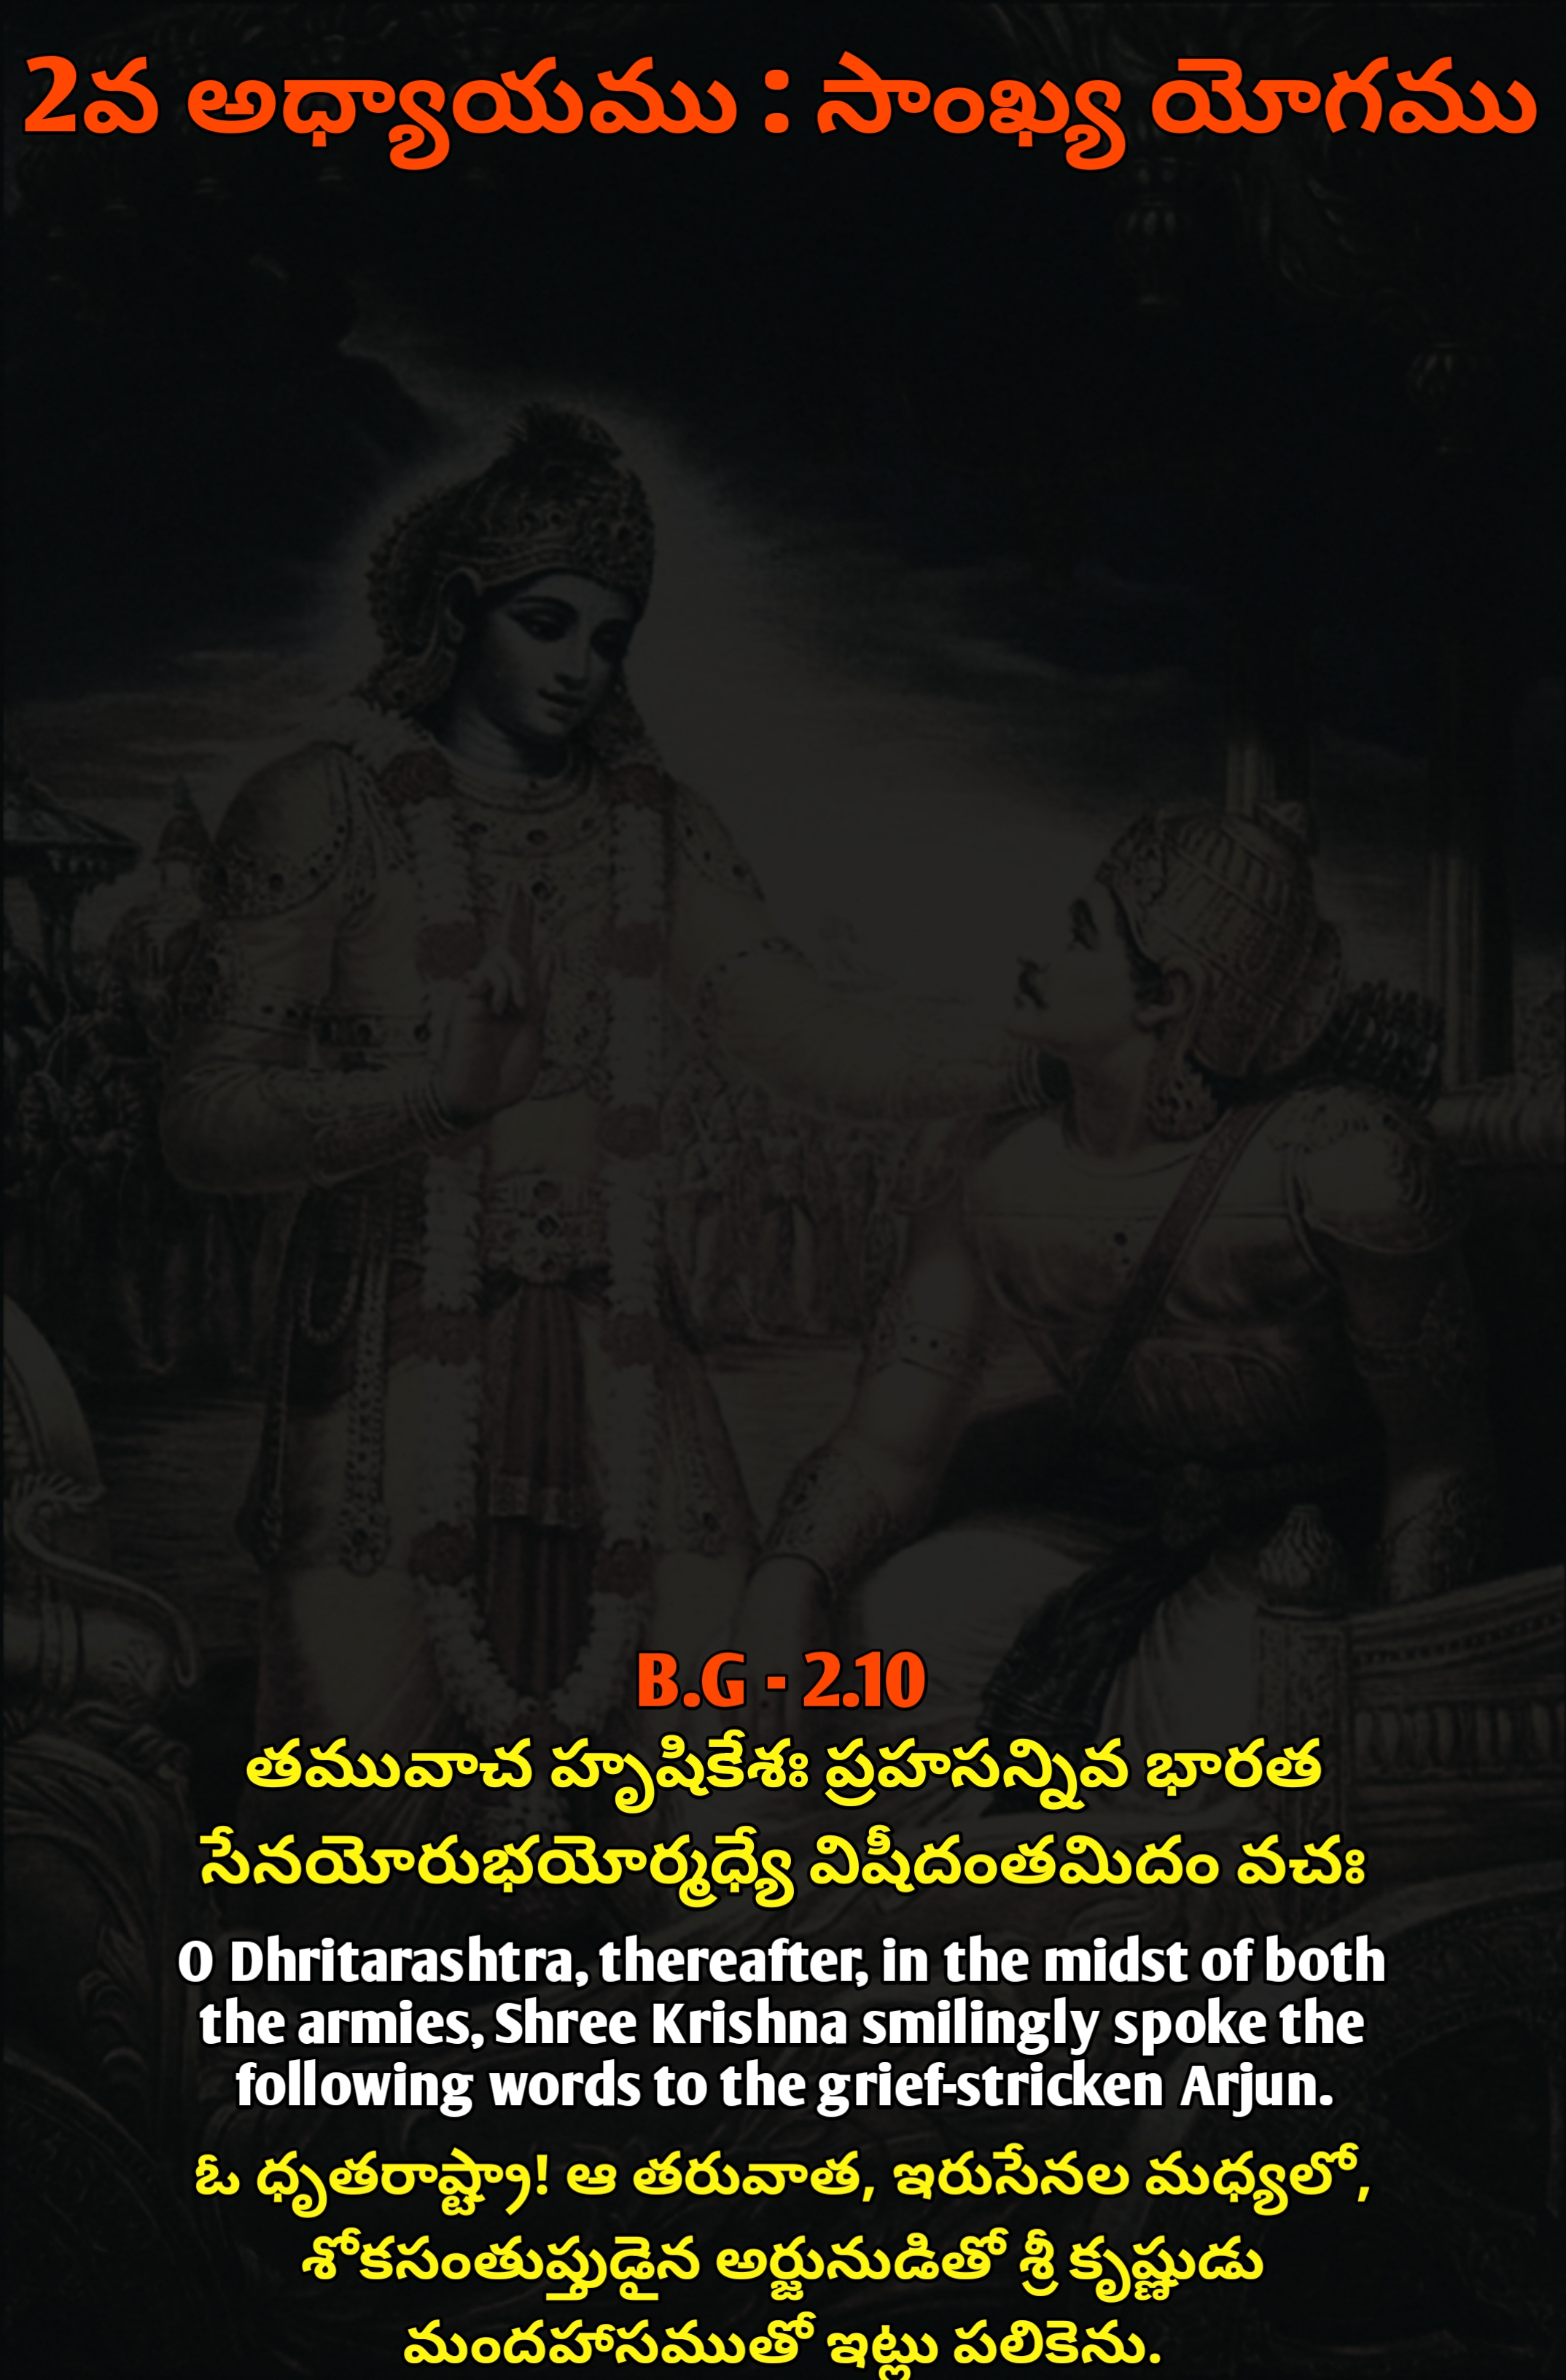 2వ అధ్యాయము : సాంఖ్య యోగము
B.G - 2.10
తమువాచ హృషికేశః ప్రహసన్నివ భారత
సేనయోరుభయోర్మధ్యే విషీదంతమిదం వచః
O Dhritarashtra, thereafter, in the midst of both
the armies, Shree Krishna smilingly spoke the
following words to the grief-stricken Arjun.
ఓ ధృతరాష్ట్రా! ఆ తరువాత, ఇరుసేనల మధ్యలో,
శోకసంతుప్తుడైన అర్జునుడితో శ్రీ కృష్ణుడు
మందహాసముతో ఇట్లు పలికెను.